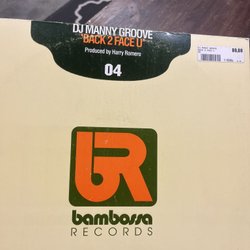 DJ MANNY GROOVE
"BACK 2 FACE U"
Produced by Harry Romero
04
bambossa
RECORDS